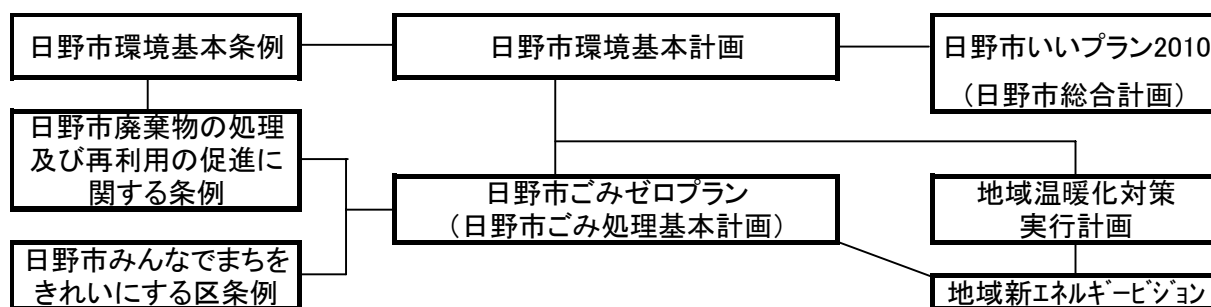 日野市環境基本条例
日野市環境基本計画
日野市いいプラン2010
（日野市総合計画）
日野市廃棄物の処理
及び再利用の促進に
関する条例
日野市ごみゼロプラン
（日野市ごみ処理基本計画）
地域温暖化対策
実行計画
日野市みんなでまちを
きれいにする区条例
地域新ｴﾈﾙｷﾞｰﾋﾞｼﾞｮﾝ